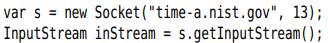 var s = new Socket("time-a.nist.gov", 13);
InputStream inStream = s.getInputStream();